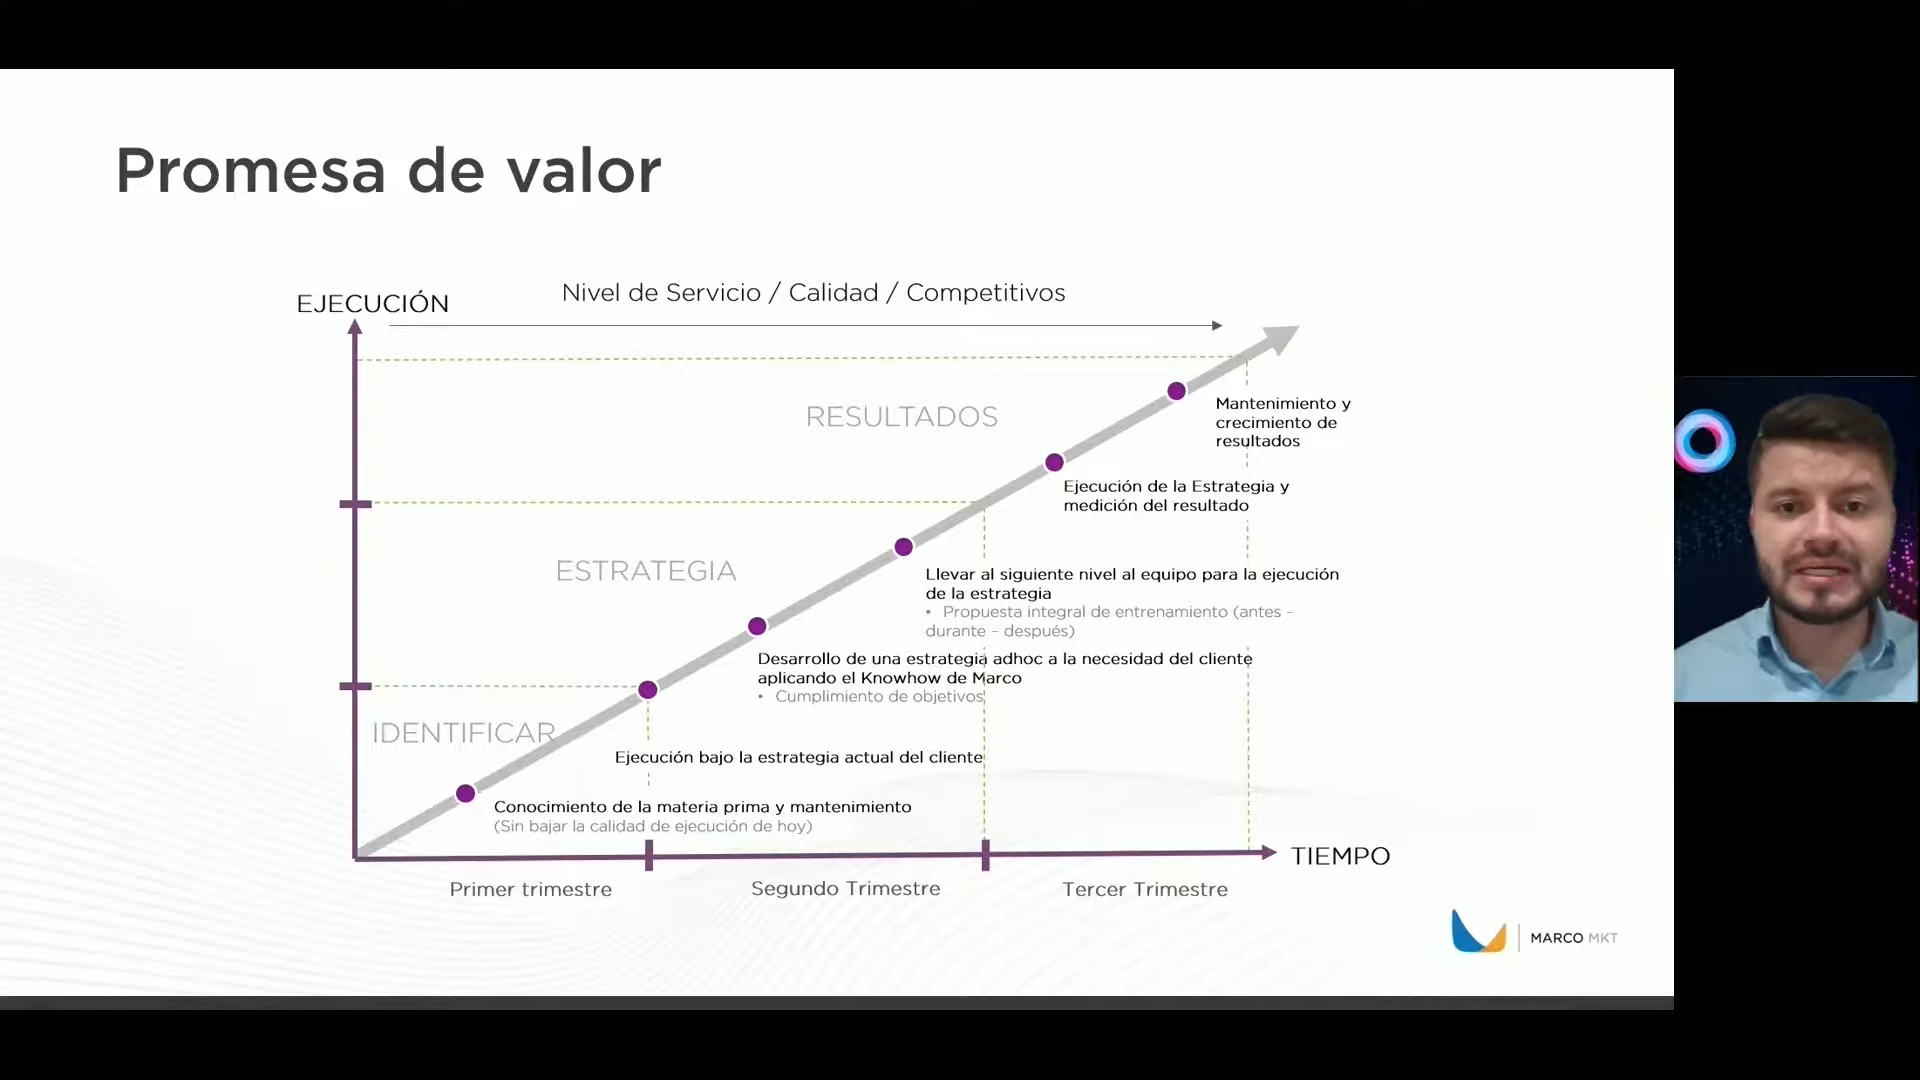 Promesa de valor
Nivel de Servicio / Calidad / Competitivos
EJECUCIÓN
RESULTADOS
Mantenimiento y
crecimiento de
resultados
Ejecución de la Estrategia y
medición del resultado
ESTRATEGIA
Llevar al siguiente nivel al equipo para la ejecución
de la estrategia
• Propuesta integral de entrenamiento (antes –
durante – después)
Desarrollo de una estrategia adhoc a la necesidad del cliente
aplicando el Knowhow de Marco
• Cumplimiento de objetivos
IDENTIFICAR
Ejecución bajo la estrategia actual del cliente
Conocimiento de la materia prima y mantenimiento
(Sin bajar la calidad de ejecución de hoy)
TIEMPO
Primer trimestre
Segundo Trimestre
Tercer Trimestre
MARCO MKT